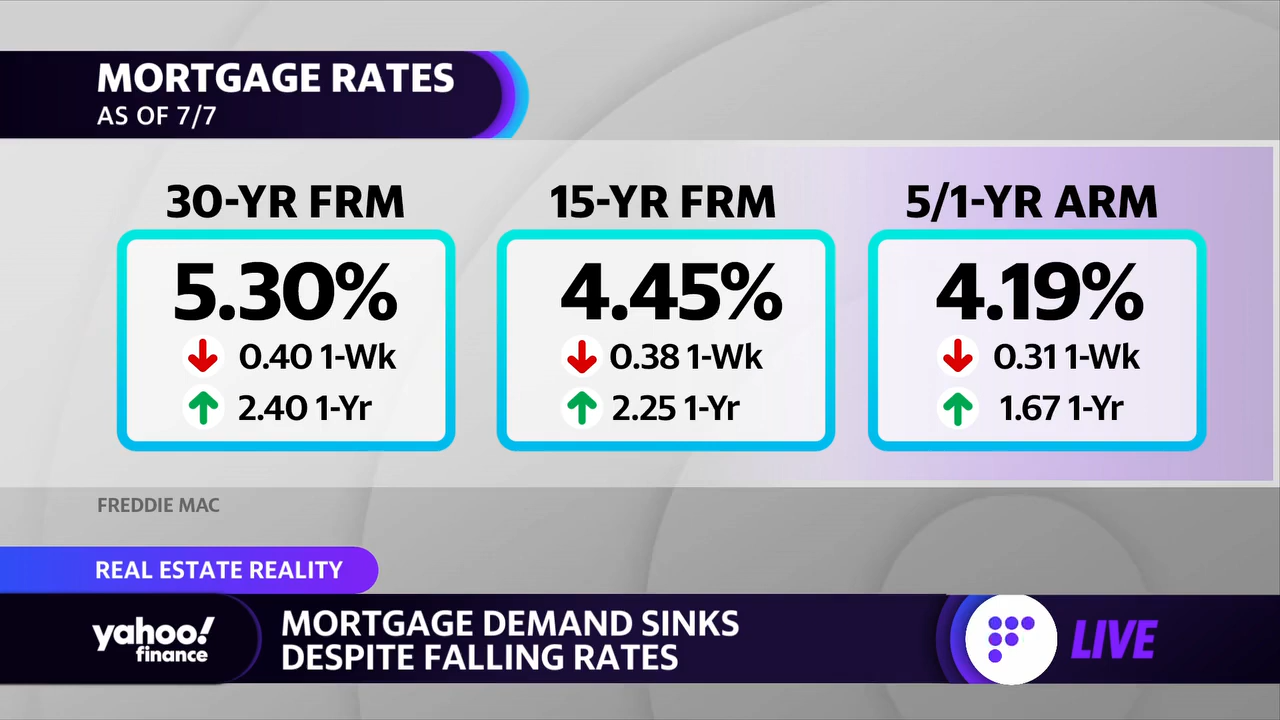 MORTGAGE RATES
AS OF 7/7
30-YR FRM
5.30%
0.40 1-Wk
2.40 1-Yr
15-YR FRM
4.45%
0.38 1-Wk
2.25 1-Yr
5/1-YR ARM
4.19%
0.31 1-Wk
1.67 1-Yr
FREDDIE MAC
REAL ESTATE REALITY
yahoo!
finance
MORTGAGE DEMAND SINKS
DESPITE FALLING RATES
LIVE